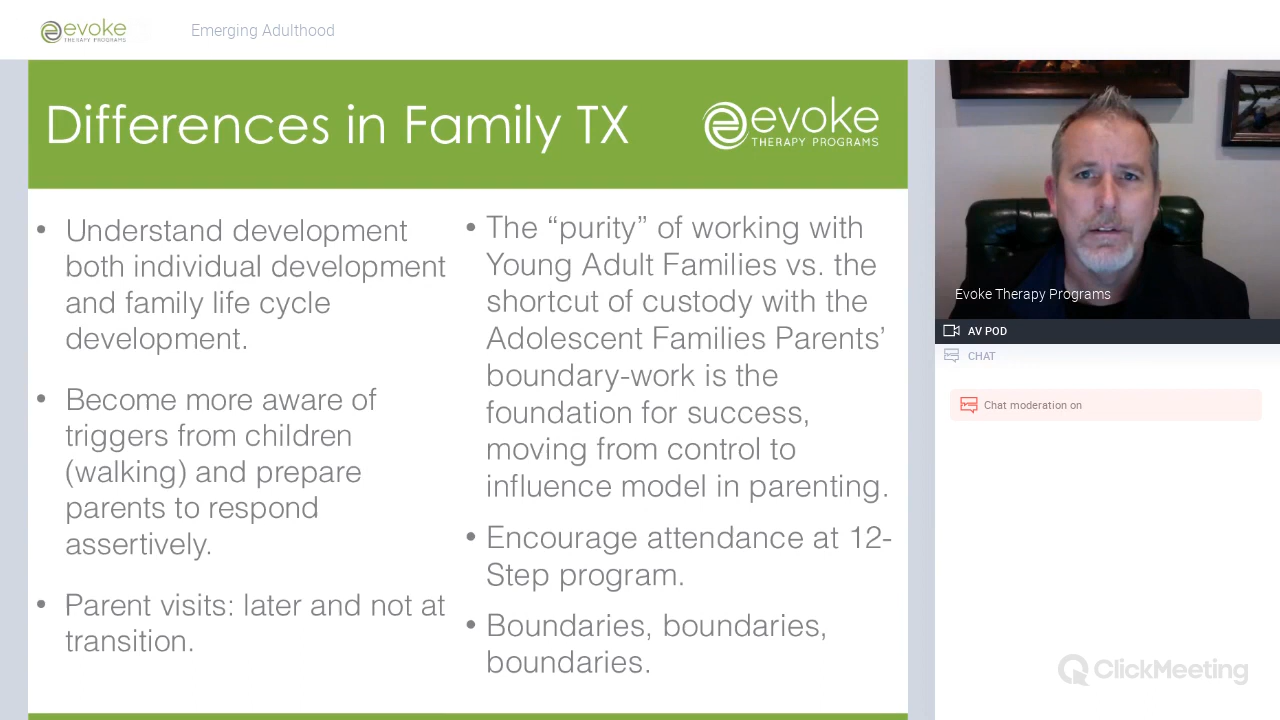 evoke
THERAPY PROGRAMS
Emerging Adulthood
Differences in Family TX
evoke
THERAPY PROGRAMS
• Understand development
both individual development
and family life cycle
development.
• Become more aware of
triggers from children
(walking) and prepare
parents to respond
assertively.
• Parent visits: later and not at
transition.
• The “purity” of working with
Young Adult Families vs. the
shortcut of custody with the
Adolescent Families Parents’
boundary-work is the
foundation for success,
moving from control to
influence model in parenting.
• Encourage attendance at 12-
Step program.
• Boundaries, boundaries,
boundaries.
Evoke Therapy Programs
AV POD
CHAT
Chat moderation on
ClickMeeting